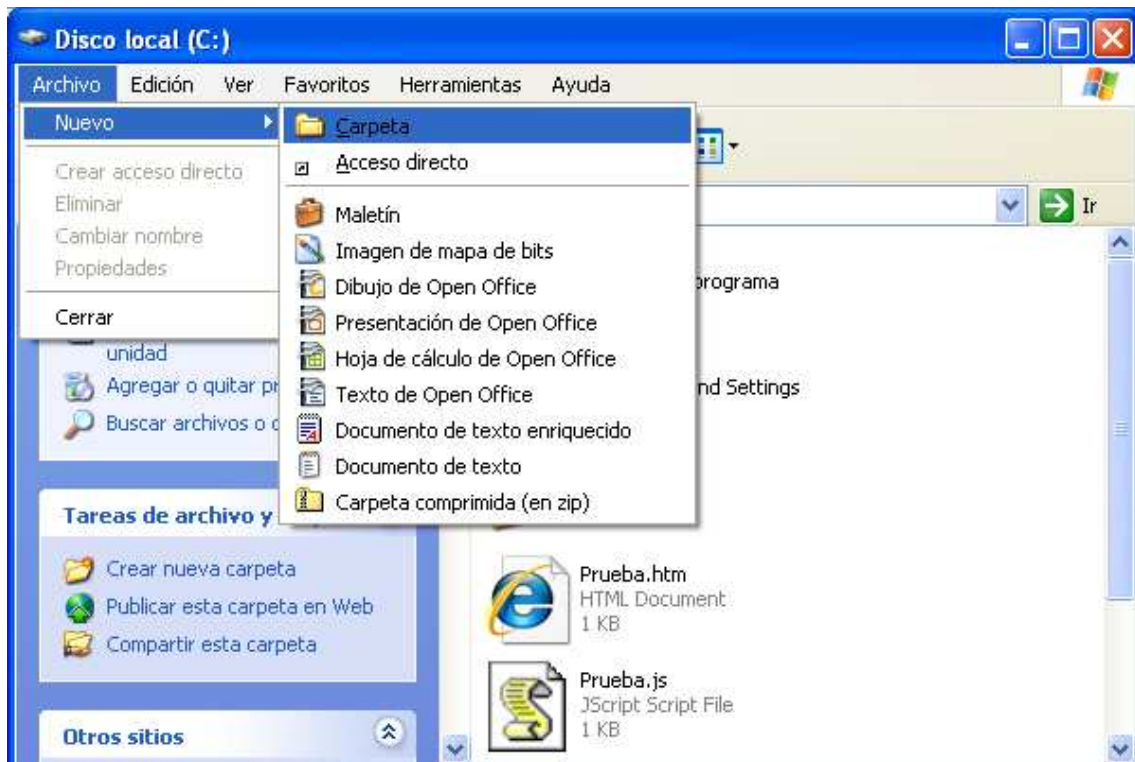 Disco local (C:)
Archivo Edición Ver Favoritos Herramientas Ayuda
Nuevo
Crear acceso directo
Eliminar
Cambiar nombre
Propiedades
Cerrar
Carpeta
Acceso directo
Maletín
Imagen de mapa de bits
Dibujo de Open Office
Presentación de Open Office
Hoja de cálculo de Open Office
Texto de Open Office
Documento de texto enriquecido
Documento de texto
Carpeta comprimida (en zip)
Ir
unidad
Agregar o quitar
Buscar archivos o
Tareas de archivo y
Crear nueva carpeta
Publicar esta carpeta en Web
Compartir esta carpeta
Otros sitios
programa
nd Settings
Prueba.htm
HTML Document
1 KB
Prueba.js
JScript Script File
1 KB